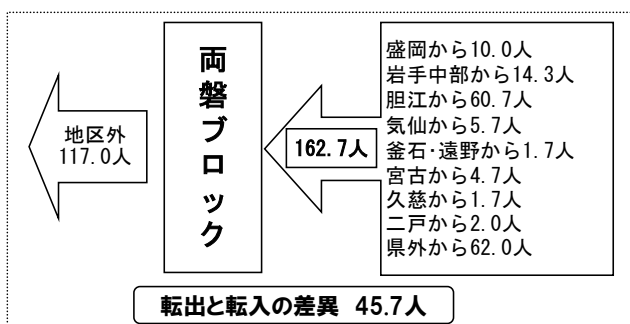 地区外
117.0人
両磐ブロック
162.7人
盛岡から10.0人
岩手中部から14.3人
胆江から60.7人
気仙から5.7人
釜石・遠野から1.7人
宮古から4.7人
久慈から1.7人
二戸から2.0人
県外から62.0人
転出と転入の差異 45.7人